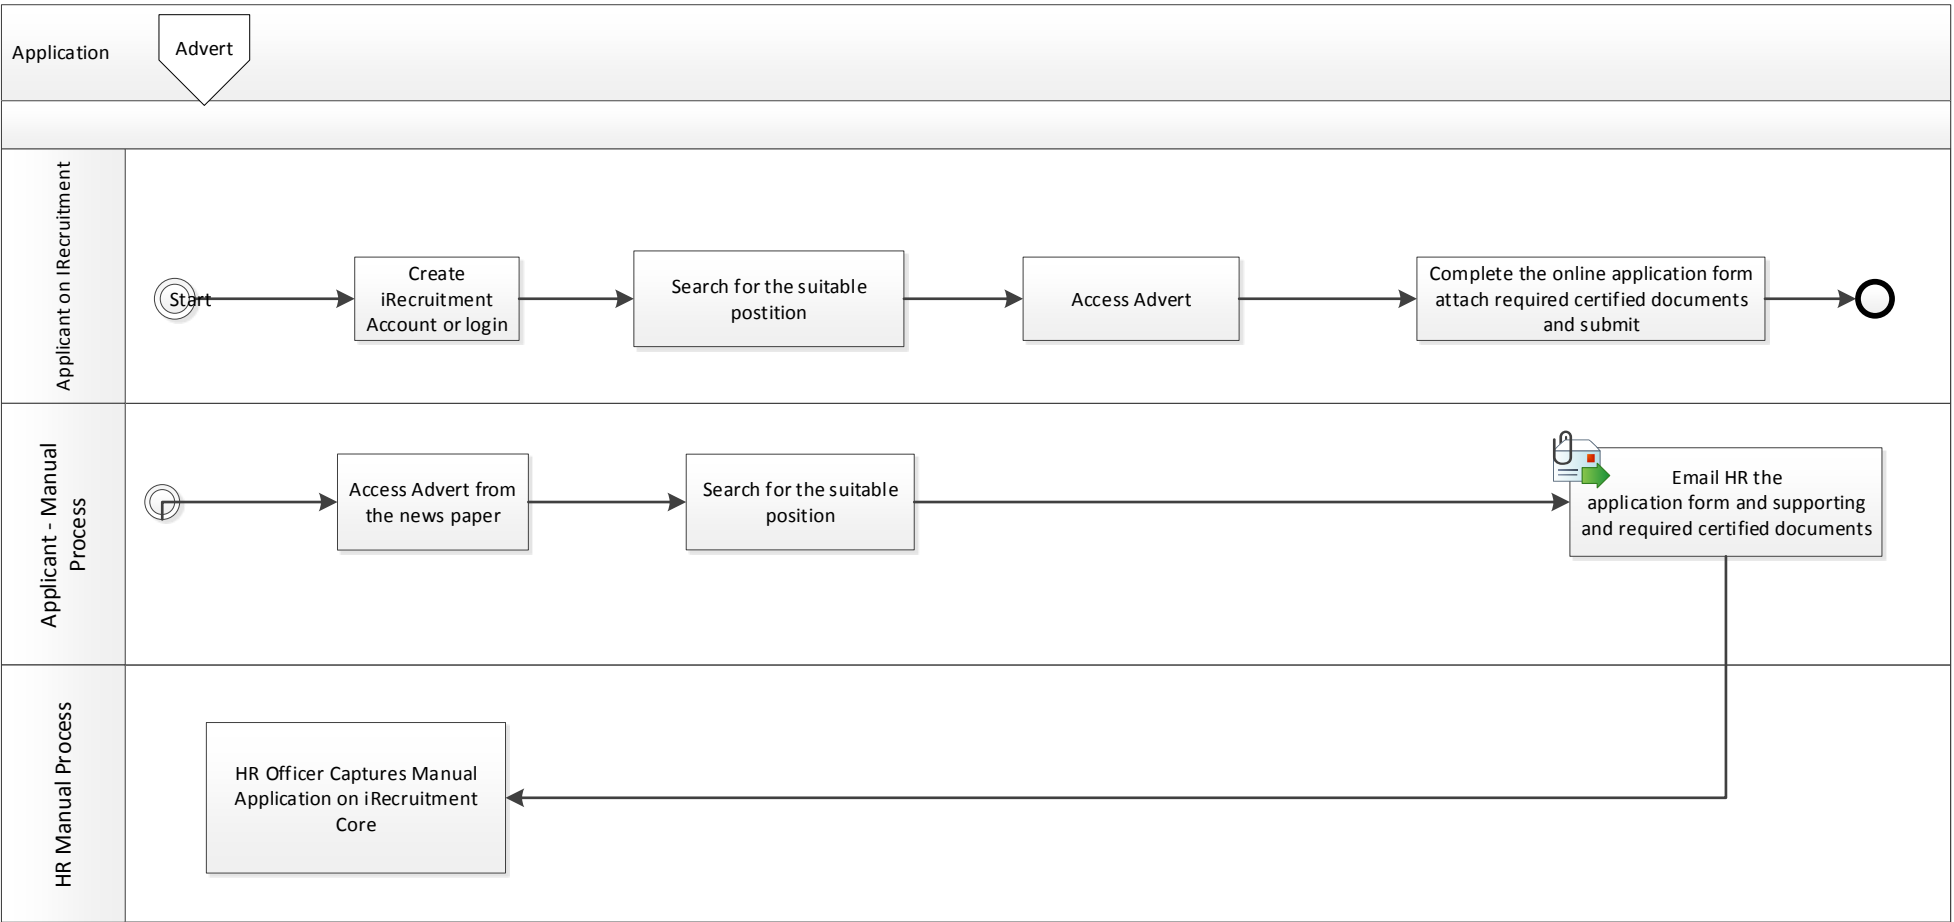 Application
Advert
Applicant on IRecruitment
Start
Create
iRecruitment
Account or login
Search for the suitable
postition
Access Advert
Complete the online application form
attach required certified documents
and submit
Applicant - Manual
Process
Access Advert from
the news paper
Search for the suitable
position
Email HR the
application form and supporting
and required certified documents
HR Manual Process
HR Officer Captures Manual
Application on iRecruitment
Core